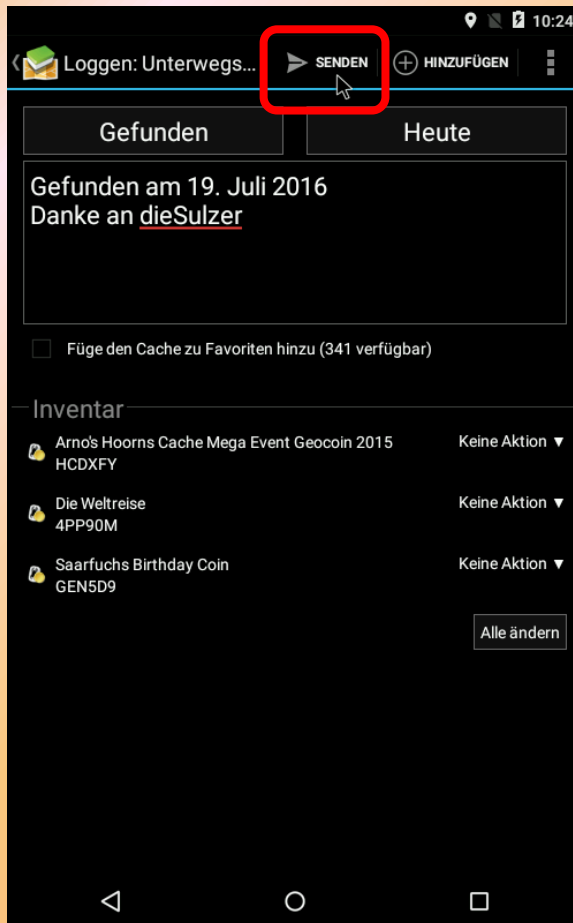 10:24
Loggen: Unterwegs...
SENDEN
HINZUFÜGEN
Gefunden
Heute
Gefunden am 19. Juli 2016
Danke an dieSulzer
Füge den Cache zu Favoriten hinzu (341 verfügbar)
Inventar
Arno's Hoorns Cache Mega Event Geocoin 2015
HCDXFY
Keine Aktion
Die Weltreise
4PP90M
Keine Aktion
Saarfuchs Birthday Coin
GEN5D9
Keine Aktion
Alle ändern